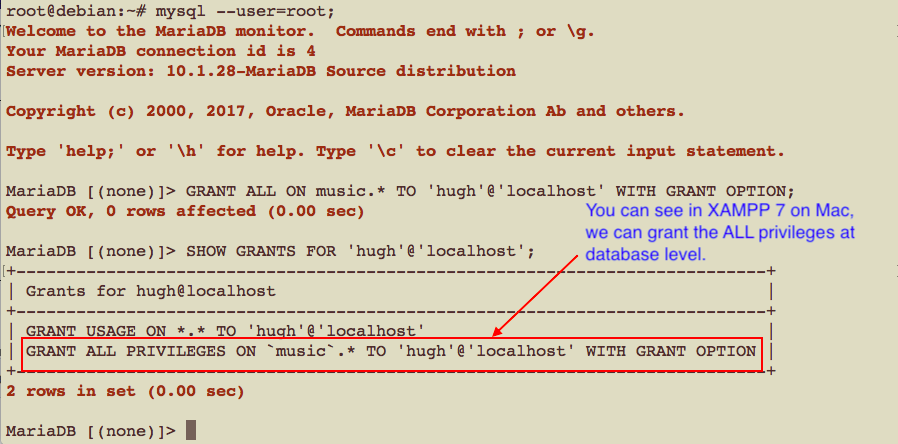 root@debian:~# mysql --user=root;
Welcome to the MariaDB monitor.  Commands end with ; or \g.
Your MariaDB connection id is 4
Server version: 10.1.28-MariaDB Source distribution
Copyright (c) 2000, 2017, Oracle, MariaDB Corporation Ab and others.
Type 'help;' or '\h' for help. Type '\c' to clear the current input statement.
MariaDB [(none)]> GRANT ALL ON music.* TO 'hugh'@'localhost' WITH GRANT OPTION;
Query OK, 0 rows affected (0.00 sec)
You can see in XAMPP 7 on Mac,
we can grant the ALL privileges at
database level.
MariaDB [(none)]> SHOW GRANTS FOR 'hugh'@'localhost';
+---------------------------------------------------------------------------+
| Grants for hugh@localhost                                                 |
+---------------------------------------------------------------------------+
| GRANT USAGE ON *.* TO 'hugh'@'localhost'                                  |
| GRANT ALL PRIVILEGES ON `music`.* TO 'hugh'@'localhost' WITH GRANT OPTION |
+---------------------------------------------------------------------------+
2 rows in set (0.00 sec)
MariaDB [(none)]>